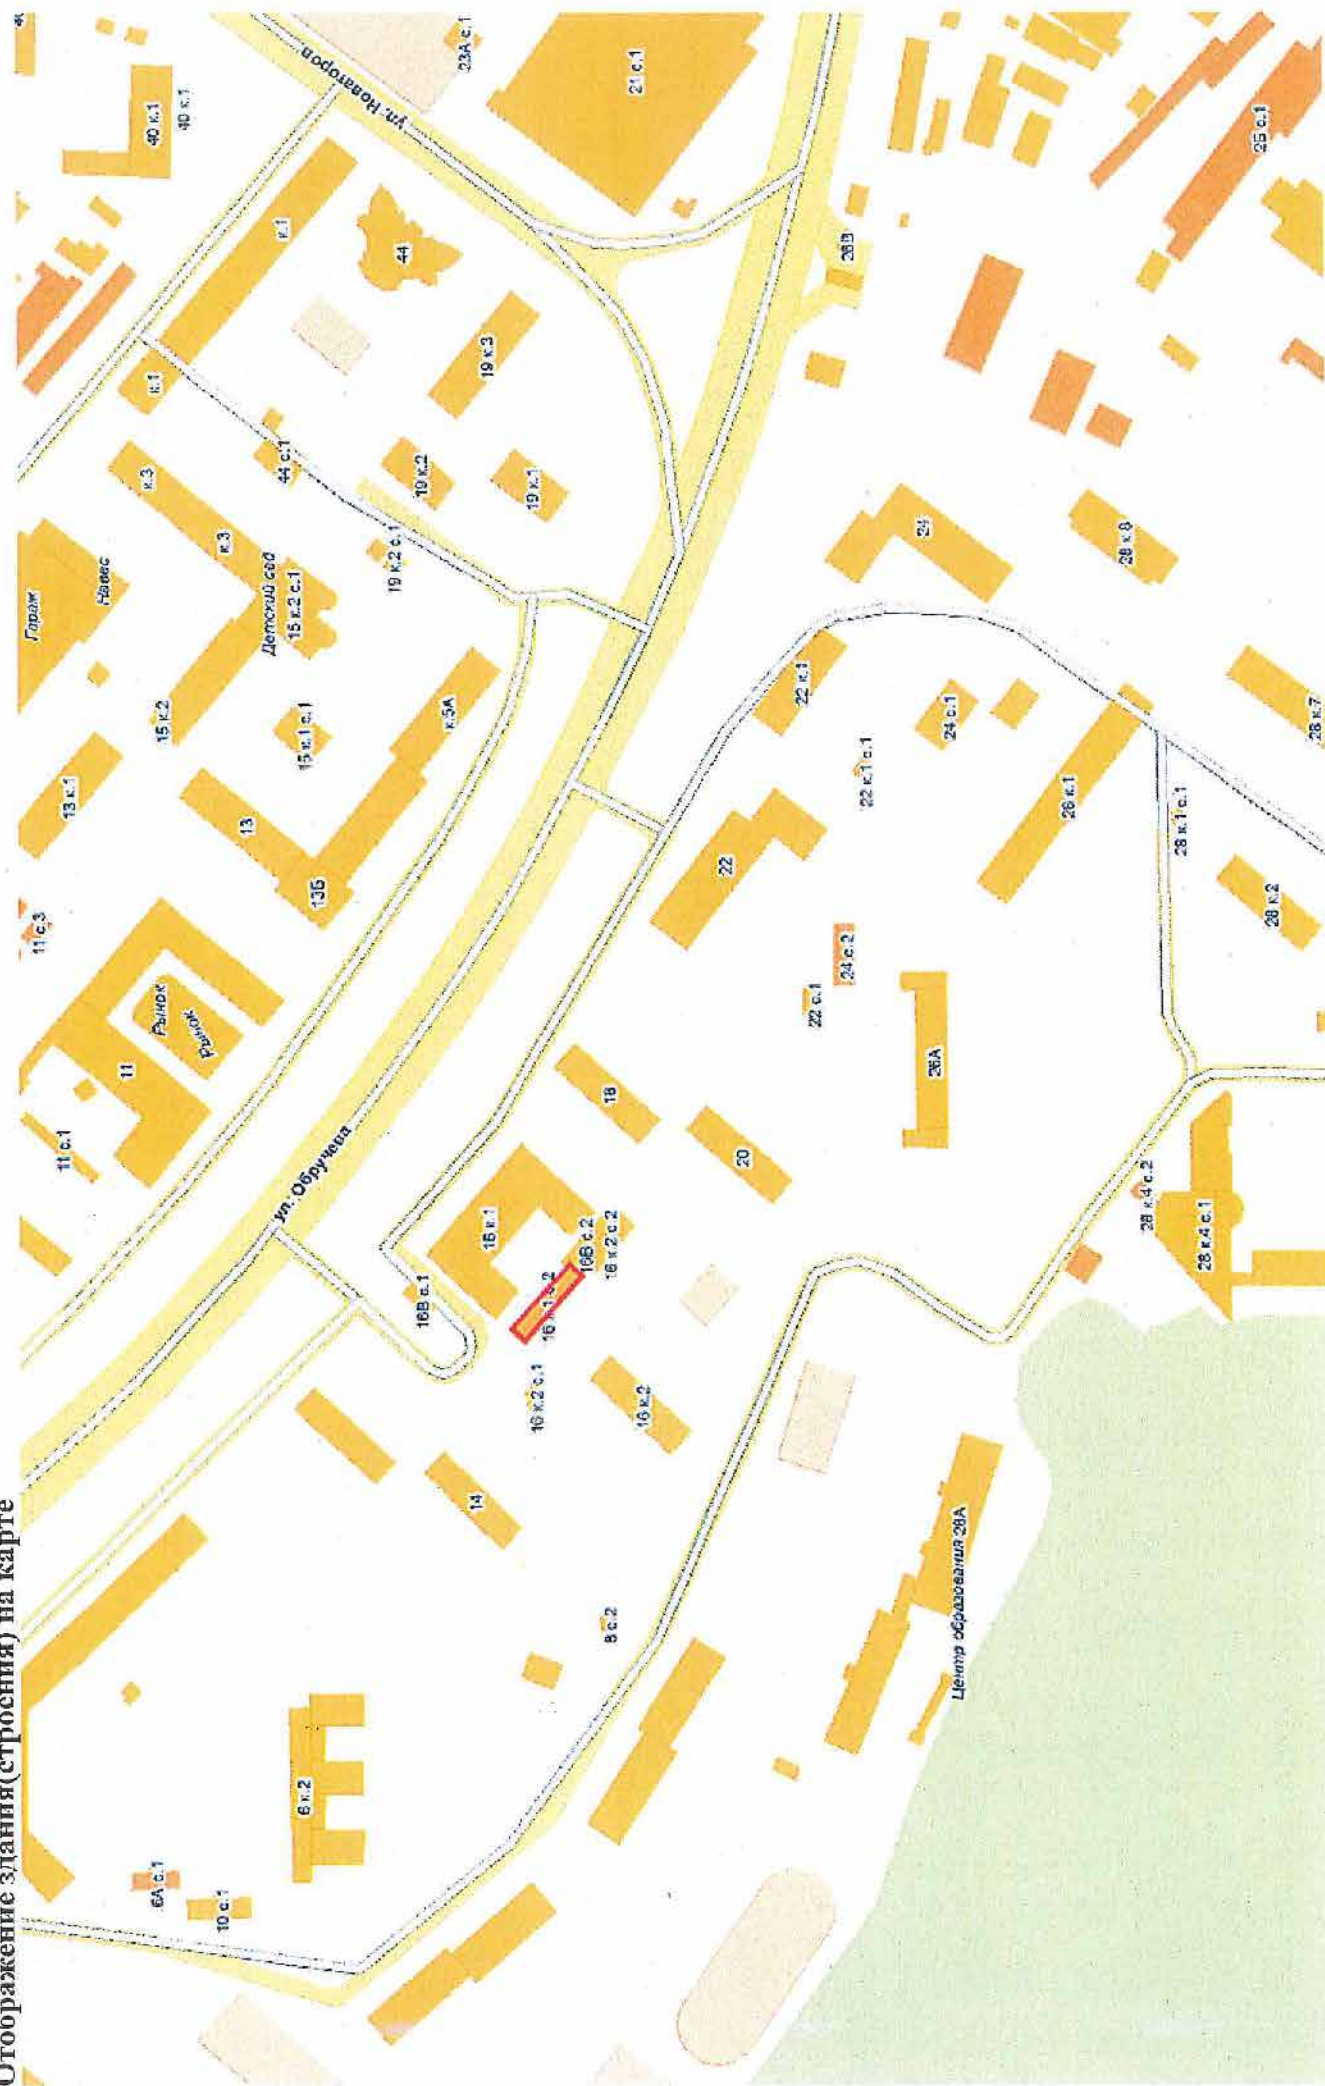 Отображение здания(строения) на карте
40 к.1
40 к.1
ул. Новаторов
23А с.1
21 с.1
к.1
44
к.1
19 к.3
44 с.1
19 к.2
19 к.1
26В
25 с.1
к.3
к.3
Гараж
Навес
Детский сад
15 к.2 с.1
19 к.2 с.1
24
28 к.8
15 к.2
15 к.1 с.1
к.5А
22 к.1
24 с.1
22 к.1 с.1
28 к.7
13 к.1
13
13Б
22
26 к.1
28 к.1 с.1
28 к.2
11 с.3
Рынок
Рынок
11
11 с.1
22 с.1
24 с.2
26А
ул. Обручева
18
20
28 к.4 с.2
28 к.4 с.1
16 к.1
16В с.2
16 к.2 с.2
16В с.1
16 к.2 с.1
16 к.2
14
8 с.2
Центр образования 28А
6 к.2
6А с.1
10 с.1